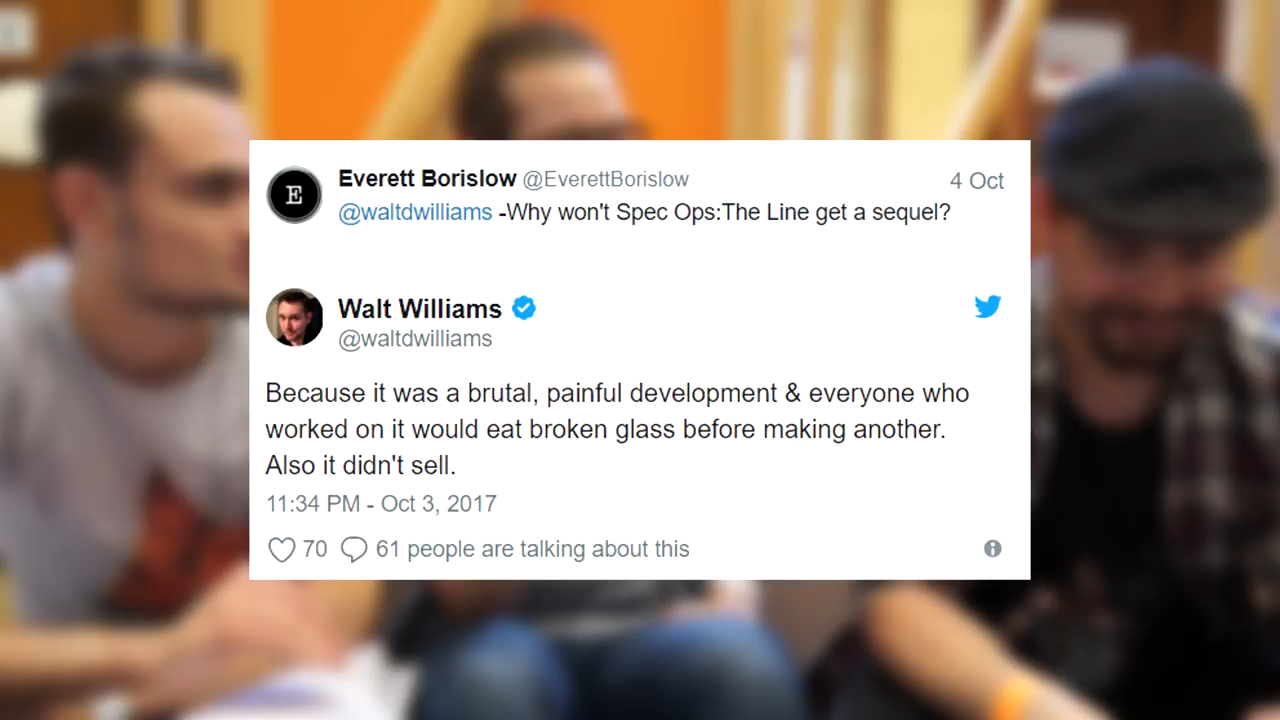 E
Everett Borislow @EverettBorislow 4 Oct
@waltdwilliams -Why won't Spec Ops:The Line get a sequel?
Walt Williams
@waltdwilliams
Because it was a brutal, painful development & everyone who
worked on it would eat broken glass before making another.
Also it didn't sell.
11:34 PM - Oct 3, 2017
70 61 people are talking about this